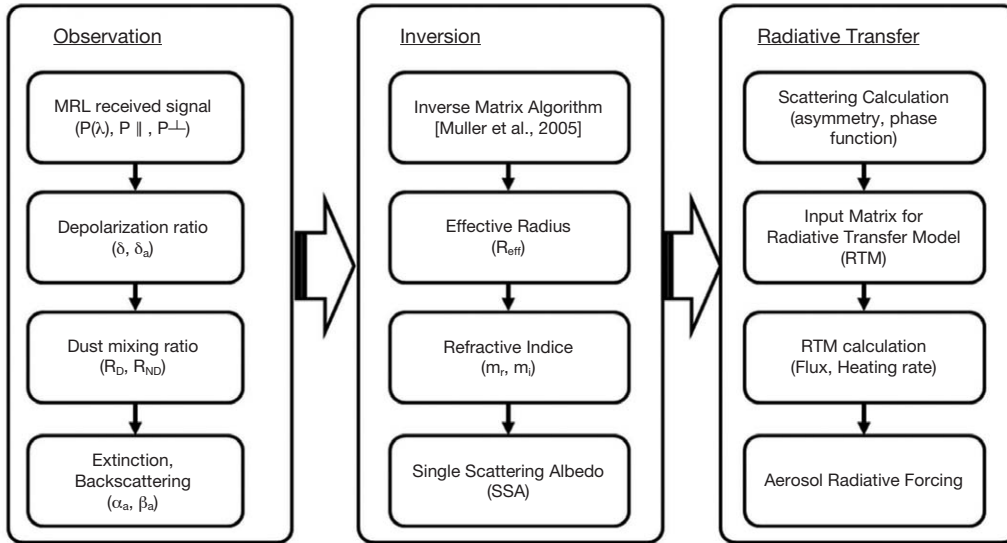 Observation
MRL received signal
(P(λ), P ∥ , P⊥)
Depolarization ratio
(δ, δa)
Dust mixing ratio
(RD, RND)
Extinction,
Backscattering
(αa, βa)
Inversion
Inverse Matrix Algorithm
[Muller et al., 2005]
Effective Radius
(Reff)
Refractive Indice
(mr, mi)
Single Scattering Albedo
(SSA)
Radiative Transfer
Scattering Calculation
(asymmetry, phase
function)
Input Matrix for
Radiative Transfer Model
(RTM)
RTM calculation
(Flux, Heating rate)
Aerosol Radiative Forcing